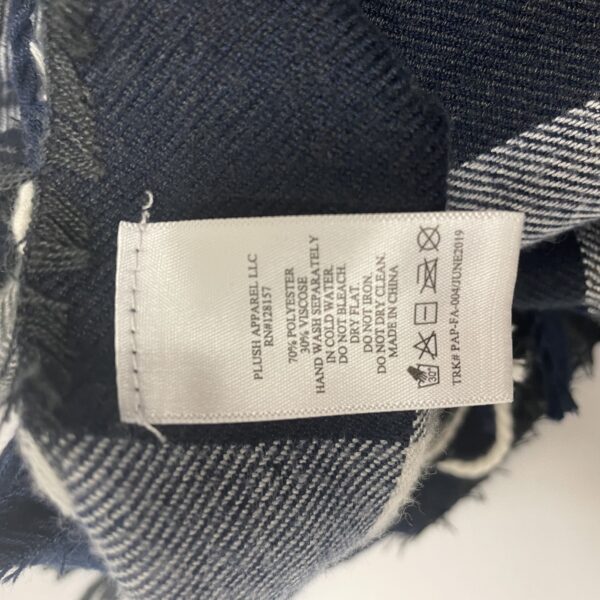 PLUSH APPAREL LLC
RN#128157
70% POLYESTER
30% VISCOSE
HAND WASH SEPARATELY
IN COLD WATER.
DO NOT BLEACH.
DRY FLAT.
DO NOT IRON.
DO NOT DRY CLEAN.
MADE IN CHINA
30°
TRK# PAP-FA-004/JUNE2019